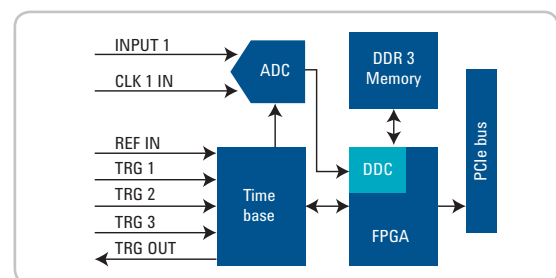 INPUT 1
CLK 1 IN
ADC
DDR 3
Memory
REF IN
TRG 1
TRG 2
TRG 3
TRG OUT
Time
base
DDC
FPGA
PCIe bus